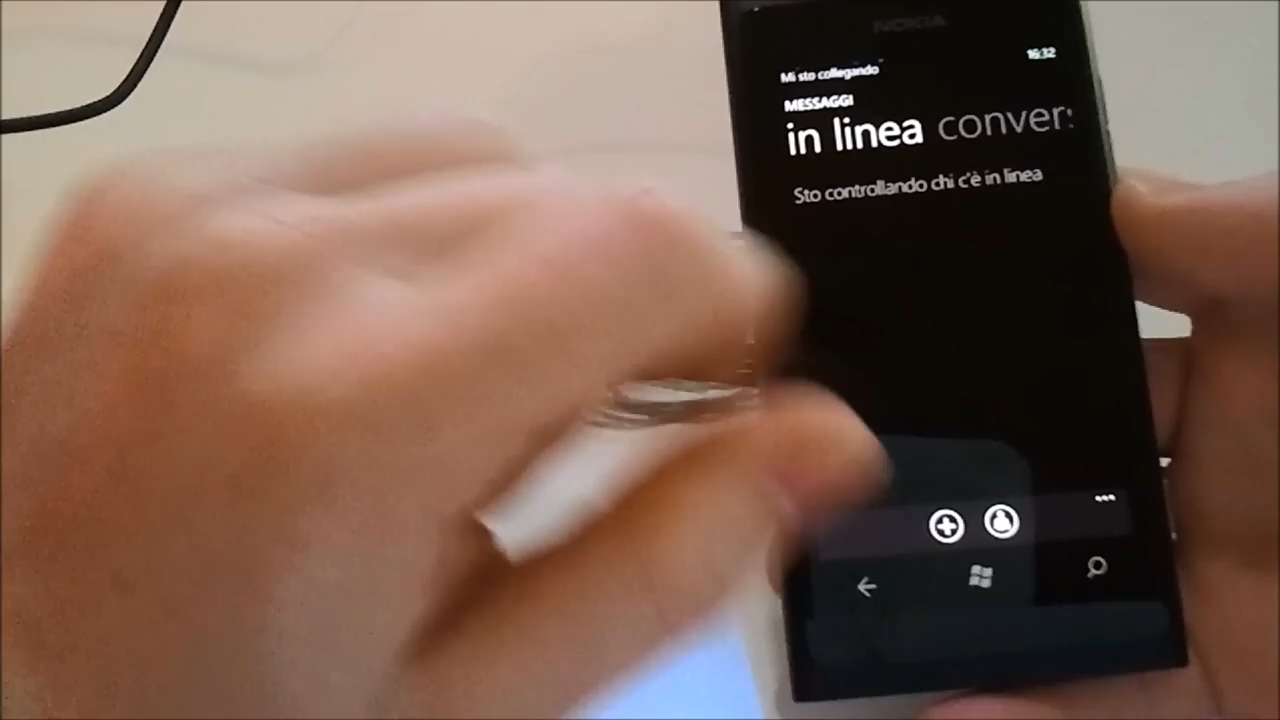 NOKIA
16:32
Mi sto collegando
MESSAGGI
in linea conver
Sto controllando chi c'è in linea